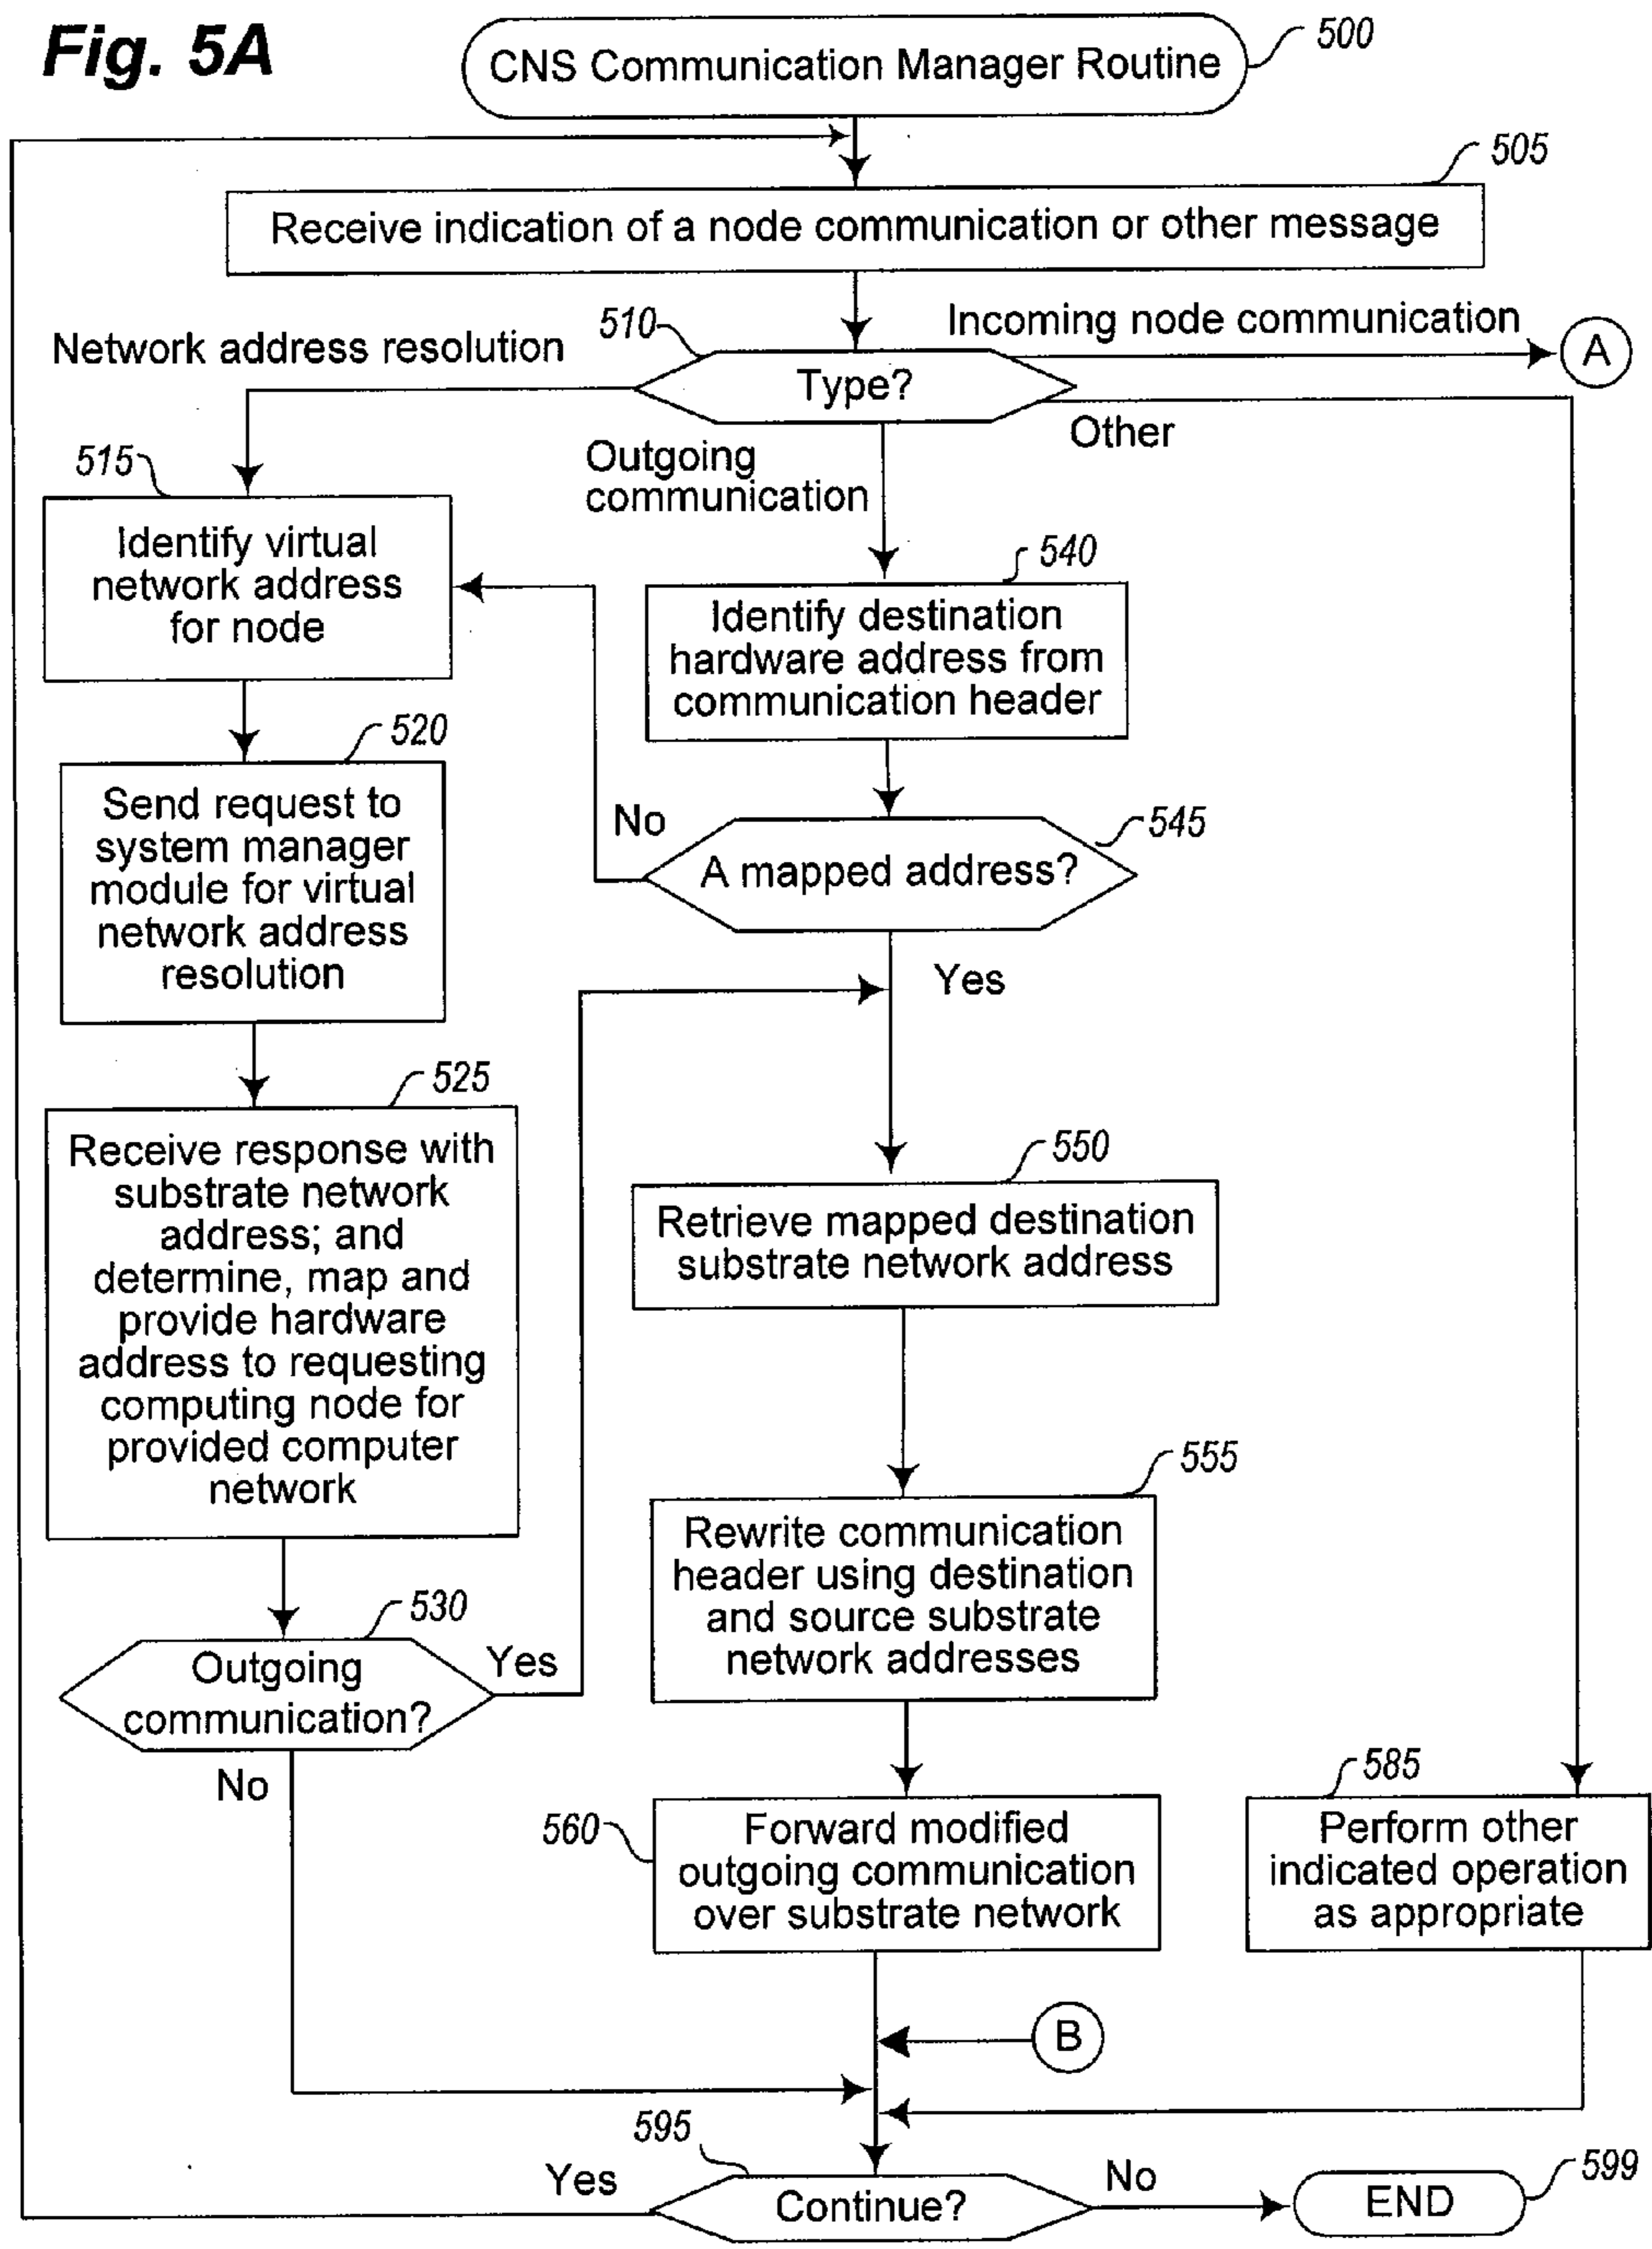 Fig. 5A
CNS Communication Manager Routine
500
505
Receive indication of a node communication or other message
510
Incoming node communication
A
Network address resolution
Type?
Other
Outgoing
communication
515
Identify virtual
network address
for node
540
Identify destination
hardware address from
communication header
520
Send request to
system manager
module for virtual
network address
resolution
No
545
A mapped address?
Yes
525
Receive response with
substrate network
address; and
determine, map and
provide hardware
address to requesting
computing node for
provided computer
network
550
Retrieve mapped destination
substrate network address
555
Rewrite communication
header using destination
and source substrate
network addresses
530
Outgoing
communication?
Yes
No
560
Forward modified
outgoing communication
over substrate network
585
Perform other
indicated operation
as appropriate
B
595
Yes
Continue?
No
END
599